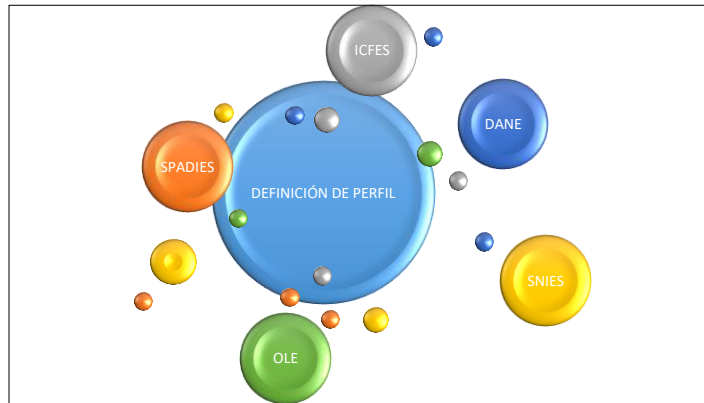 ICFES
DANE
SPADIES
DEFINICIÓN DE PERFIL
SNIES
OLE